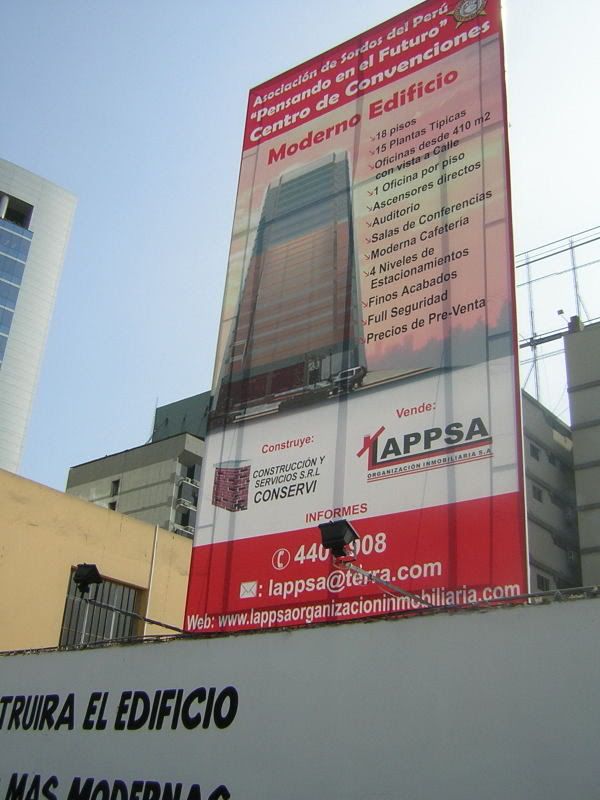 Asociación de Sordos del Perú
"Pensando en el Futuro"
Centro de Convenciones
Moderno Edificio
18 pisos
15 Plantas Típicas
Oficinas desde 410 m2
con vista a Calle
1 Oficina por piso
Ascensores directos
Auditorio
Salas de Conferencias
Moderna Cafetería
4 Niveles de
Estacionamientos
Finos Acabados
Full Seguridad
Precios de Pre-Venta
Construye:
CONSTRUCCIÓN Y
SERVICIOS S.R.L
CONSERVI
Vende:
LAPPSA
ORGANIZACIÓN INMOBILIARIA S.A.
INFORMES
: lappsa@terra.com
Web: www.lappsaorganizacioninmobiliaria.com
TRUIRA EL EDIFICIO
MAS MODERNAS